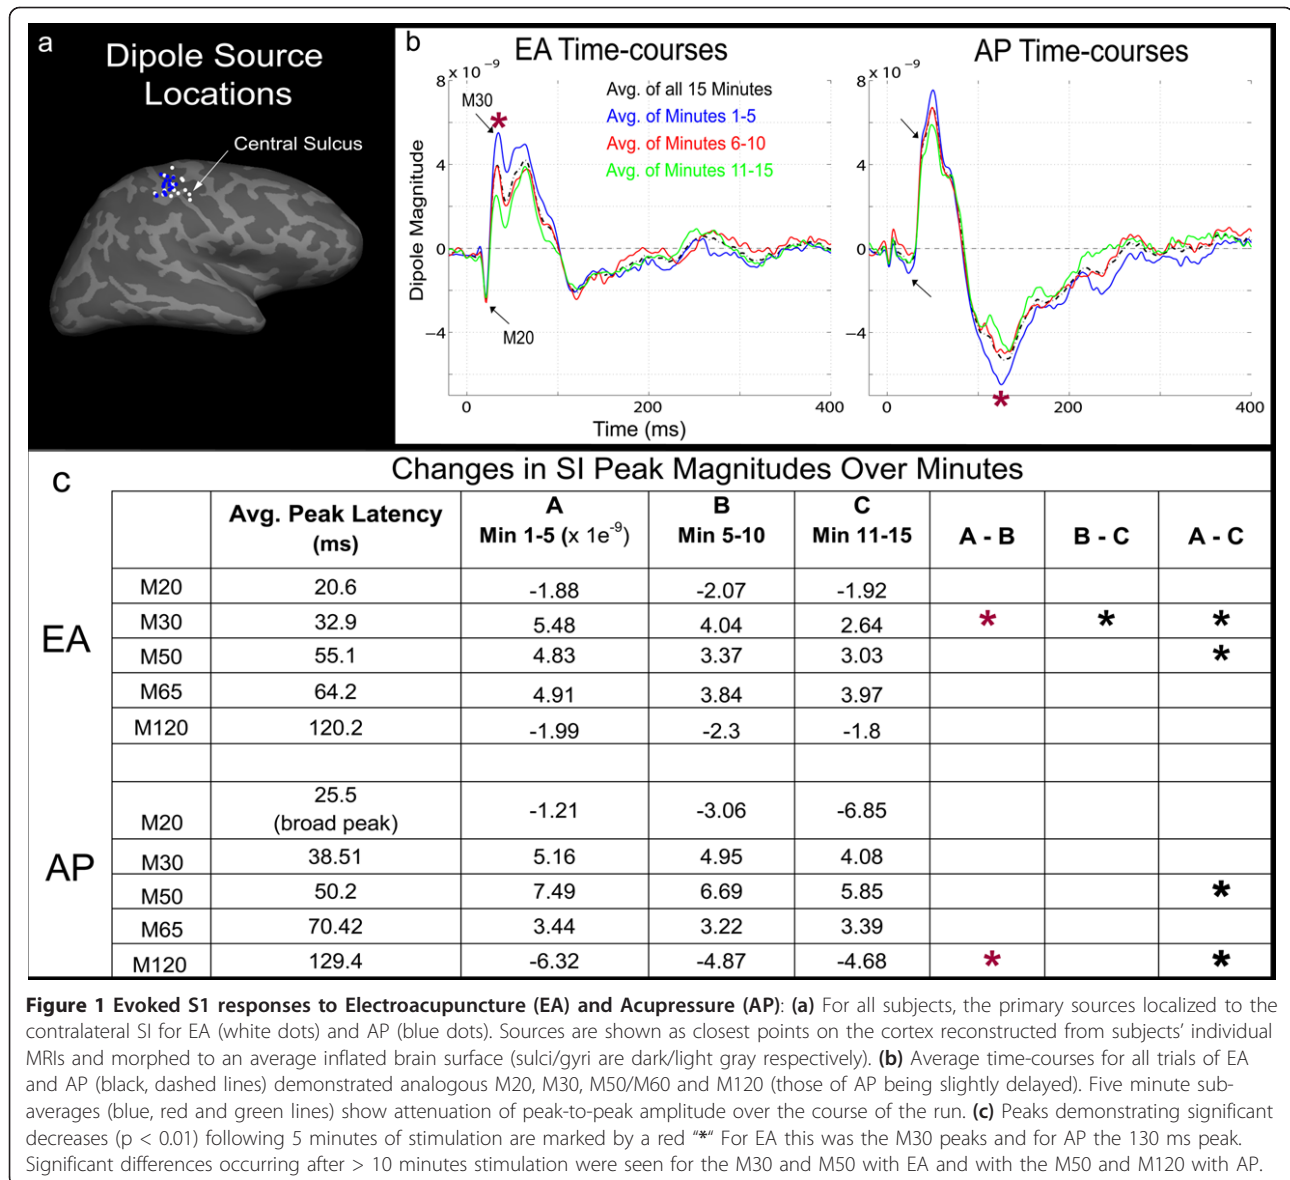 a
Dipole Source
Locations
Central Sulcus
b
EA Time-courses
8 x 10⁻⁹
M30
*
Avg. of all 15 Minutes
Avg. of Minutes 1-5
Avg. of Minutes 6-10
Avg. of Minutes 11-15
4
0
−4
Dipole Magnitude
M20
0 200 400
Time (ms)
AP Time-courses
8 x 10⁻⁹
4
0
−4
*
0 200 400
c
Changes in SI Peak Magnitudes Over Minutes
Avg. Peak Latency (ms) A Min 1-5 (x 1e⁻⁹) B Min 5-10 C Min 11-15 A - B B - C A - C
EA
M20 20.6 -1.88 -2.07 -1.92
M30 32.9 5.48 4.04 2.64 * * *
M50 55.1 4.83 3.37 3.03 *
M65 64.2 4.91 3.84 3.97
M120 120.2 -1.99 -2.3 -1.8
AP
M20 25.5 (broad peak) -1.21 -3.06 -6.85
M30 38.51 5.16 4.95 4.08
M50 50.2 7.49 6.69 5.85 *
M65 70.42 3.44 3.22 3.39
M120 129.4 -6.32 -4.87 -4.68 * *
Figure 1 Evoked S1 responses to Electroacupuncture (EA) and Acupressure (AP): (a) For all subjects, the primary sources localized to the
contralateral SI for EA (white dots) and AP (blue dots). Sources are shown as closest points on the cortex reconstructed from subjects' individual
MRIs and morphed to an average inflated brain surface (sulci/gyri are dark/light gray respectively). (b) Average time-courses for all trials of EA
and AP (black, dashed lines) demonstrated analogous M20, M30, M50/M60 and M120 (those of AP being slightly delayed). Five minute sub-
averages (blue, red and green lines) show attenuation of peak-to-peak amplitude over the course of the run. (c) Peaks demonstrating significant
decreases (p < 0.01) following 5 minutes of stimulation are marked by a red "*" For EA this was the M30 peaks and for AP the 130 ms peak.
Significant differences occurring after > 10 minutes stimulation were seen for the M30 and M50 with EA and with the M50 and M120 with AP.